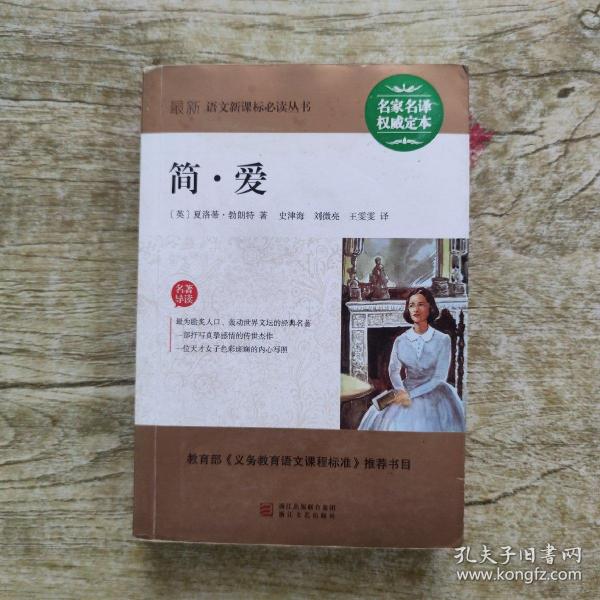 最新 语文新课标必读丛书
名家名译
权威定本
简·爱
〔英〕夏洛蒂·勃朗特 著 史津海 刘微亮 王雯雯 译
名著
导读
最为脍炙人口、轰动世界文坛的经典名著
一部抒写真挚感情的传世杰作
一位天才女子色彩斑斓的内心写照
教育部《义务教育语文课程标准》推荐书目
浙江出版联合集团
浙江文艺出版社
孔夫子旧书网
www.kongfz.com